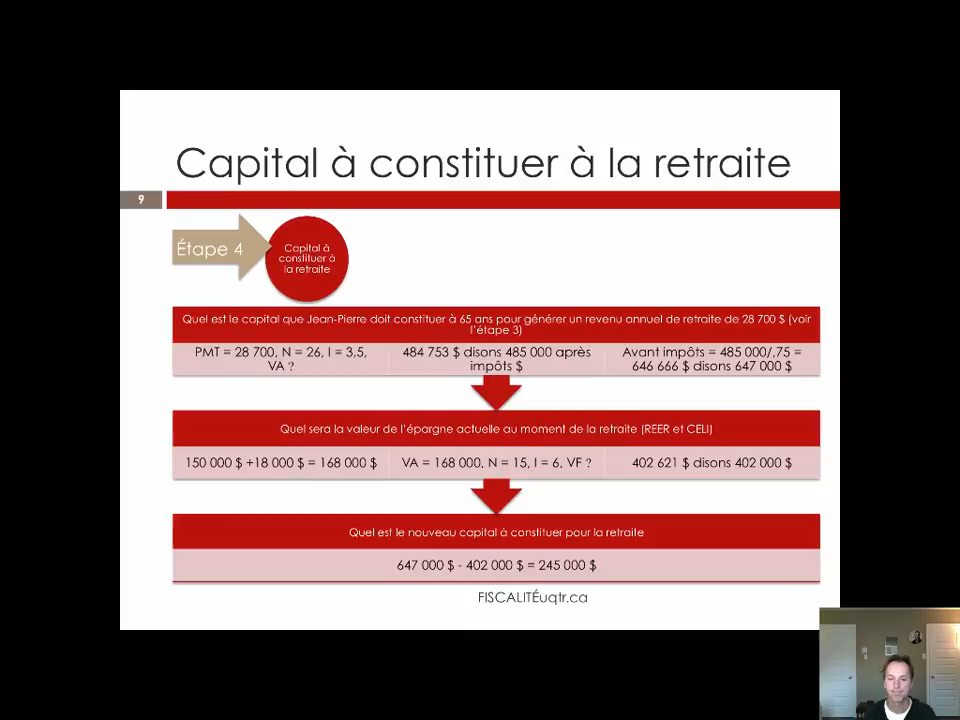 Capital à constituer à la retraite
9
Étape 4
Capital à
constituer à
la retraite
Quel est le capital que Jean-Pierre doit constituer à 65 ans pour générer un revenu annuel de retraite de 28 700 $ (voir
l'étape 3)
PMT = 28 700, N = 26, I = 3,5,
VA ?
484 753 $ disons 485 000 après
impôts $
Avant impôts = 485 000/,75 =
646 666 $ disons 647 000 $
Quel sera la valeur de l'épargne actuelle au moment de la retraite (REER et CELI)
150 000 $ +18 000 $ = 168 000 $
VA = 168 000, N = 15, I = 6, VF ?
402 621 $ disons 402 000 $
Quel est le nouveau capital à constituer pour la retraite
647 000 $ - 402 000 $ = 245 000 $
FISCALITÉuqtr.ca